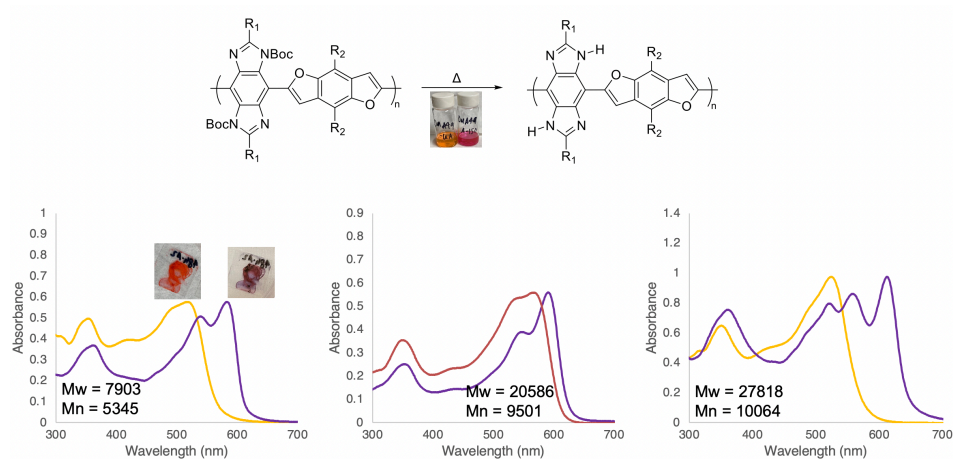 R₁
N
NBoc
R₂
O
n
O
BocN
N
R₂
R₁
Δ
R₁
N
N-H
R₂
O
n
O
H-N
N
R₂
R₁
1
0.9
0.8
0.7
0.6
0.5
0.4
0.3
0.2
0.1
0
Absorbance
Mw = 7903
Mn = 5345
300 400 500 600 700
Wavelength (nm)
0.9
0.8
0.7
0.6
0.5
0.4
0.3
0.2
0.1
0
Absorbance
Mw = 20586
Mn = 9501
300 400 500 600 700
Wavelength (nm)
1.4
1.2
1
0.8
0.6
0.4
0.2
0
Absorbance
Mw = 27818
Mn = 10064
300 400 500 600 700
Wavelength (nm)